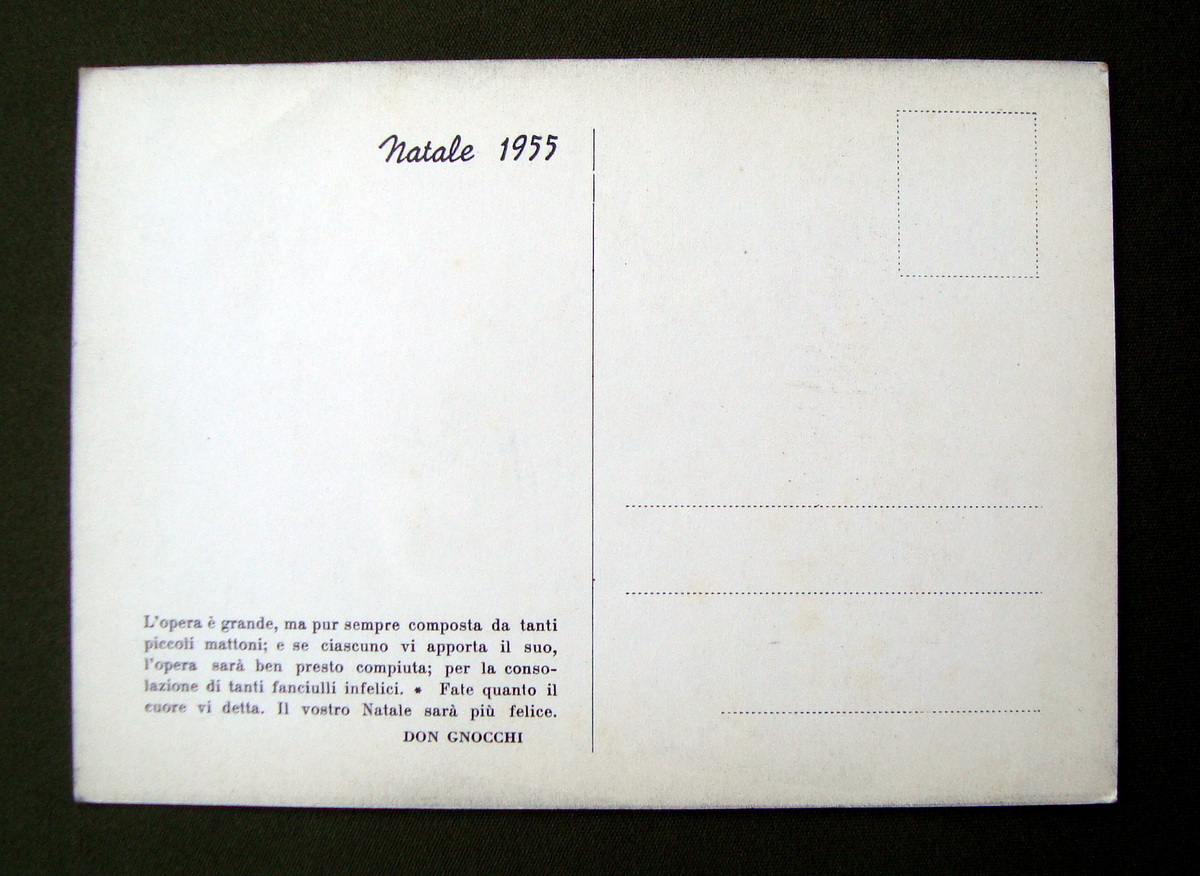 Natale 1955
L'opera è grande, ma pur sempre composta da tanti
piccoli mattoni; e se ciascuno vi apporta il suo,
l'opera sarà ben presto compiuta; per la conso-
lazione di tanti fanciulli infelici. * Fate quanto il
cuore vi detta. Il vostro Natale sarà più felice.
DON GNOCCHI